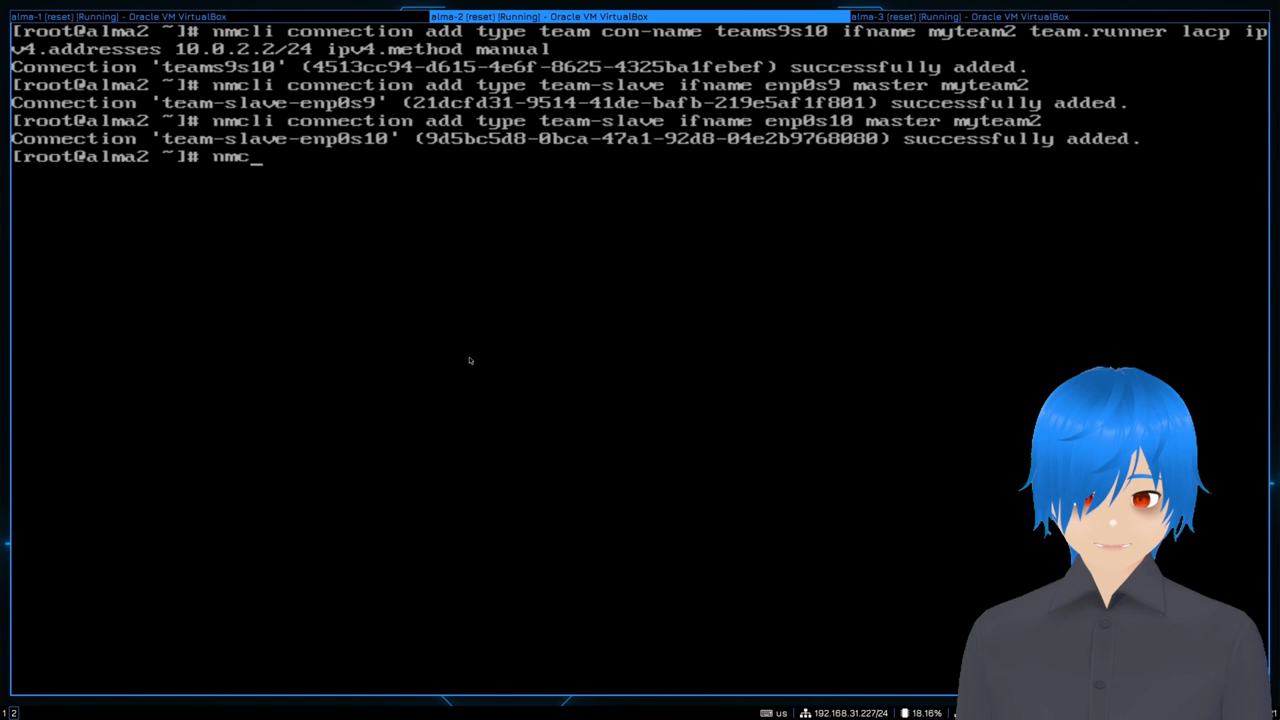 alma-1 (reset) [Running] - Oracle VM VirtualBox
alma-2 (reset) [Running] - Oracle VM VirtualBox
alma-3 (reset) [Running] - Oracle VM VirtualBox
[root@alma2 ~]# nmcli connection add type team con-name teams9s10 ifname myteam2 team.runner lacp ip
v4.addresses 10.0.2.2/24 ipv4.method manual
Connection 'teams9s10' (4513cc94-d615-4e6f-8625-4325ba1febef) successfully added.
[root@alma2 ~]# nmcli connection add type team-slave ifname enp0s9 master myteam2
Connection 'team-slave-enp0s9' (21dcfd31-9514-41de-bafb-219e5af1f801) successfully added.
[root@alma2 ~]# nmcli connection add type team-slave ifname enp0s10 master myteam2
Connection 'team-slave-enp0s10' (9d5bc5d8-0bca-47a1-92d8-04e2b9768080) successfully added.
[root@alma2 ~]# nmc_
1 2 us 192.168.31.227/24 18.16%